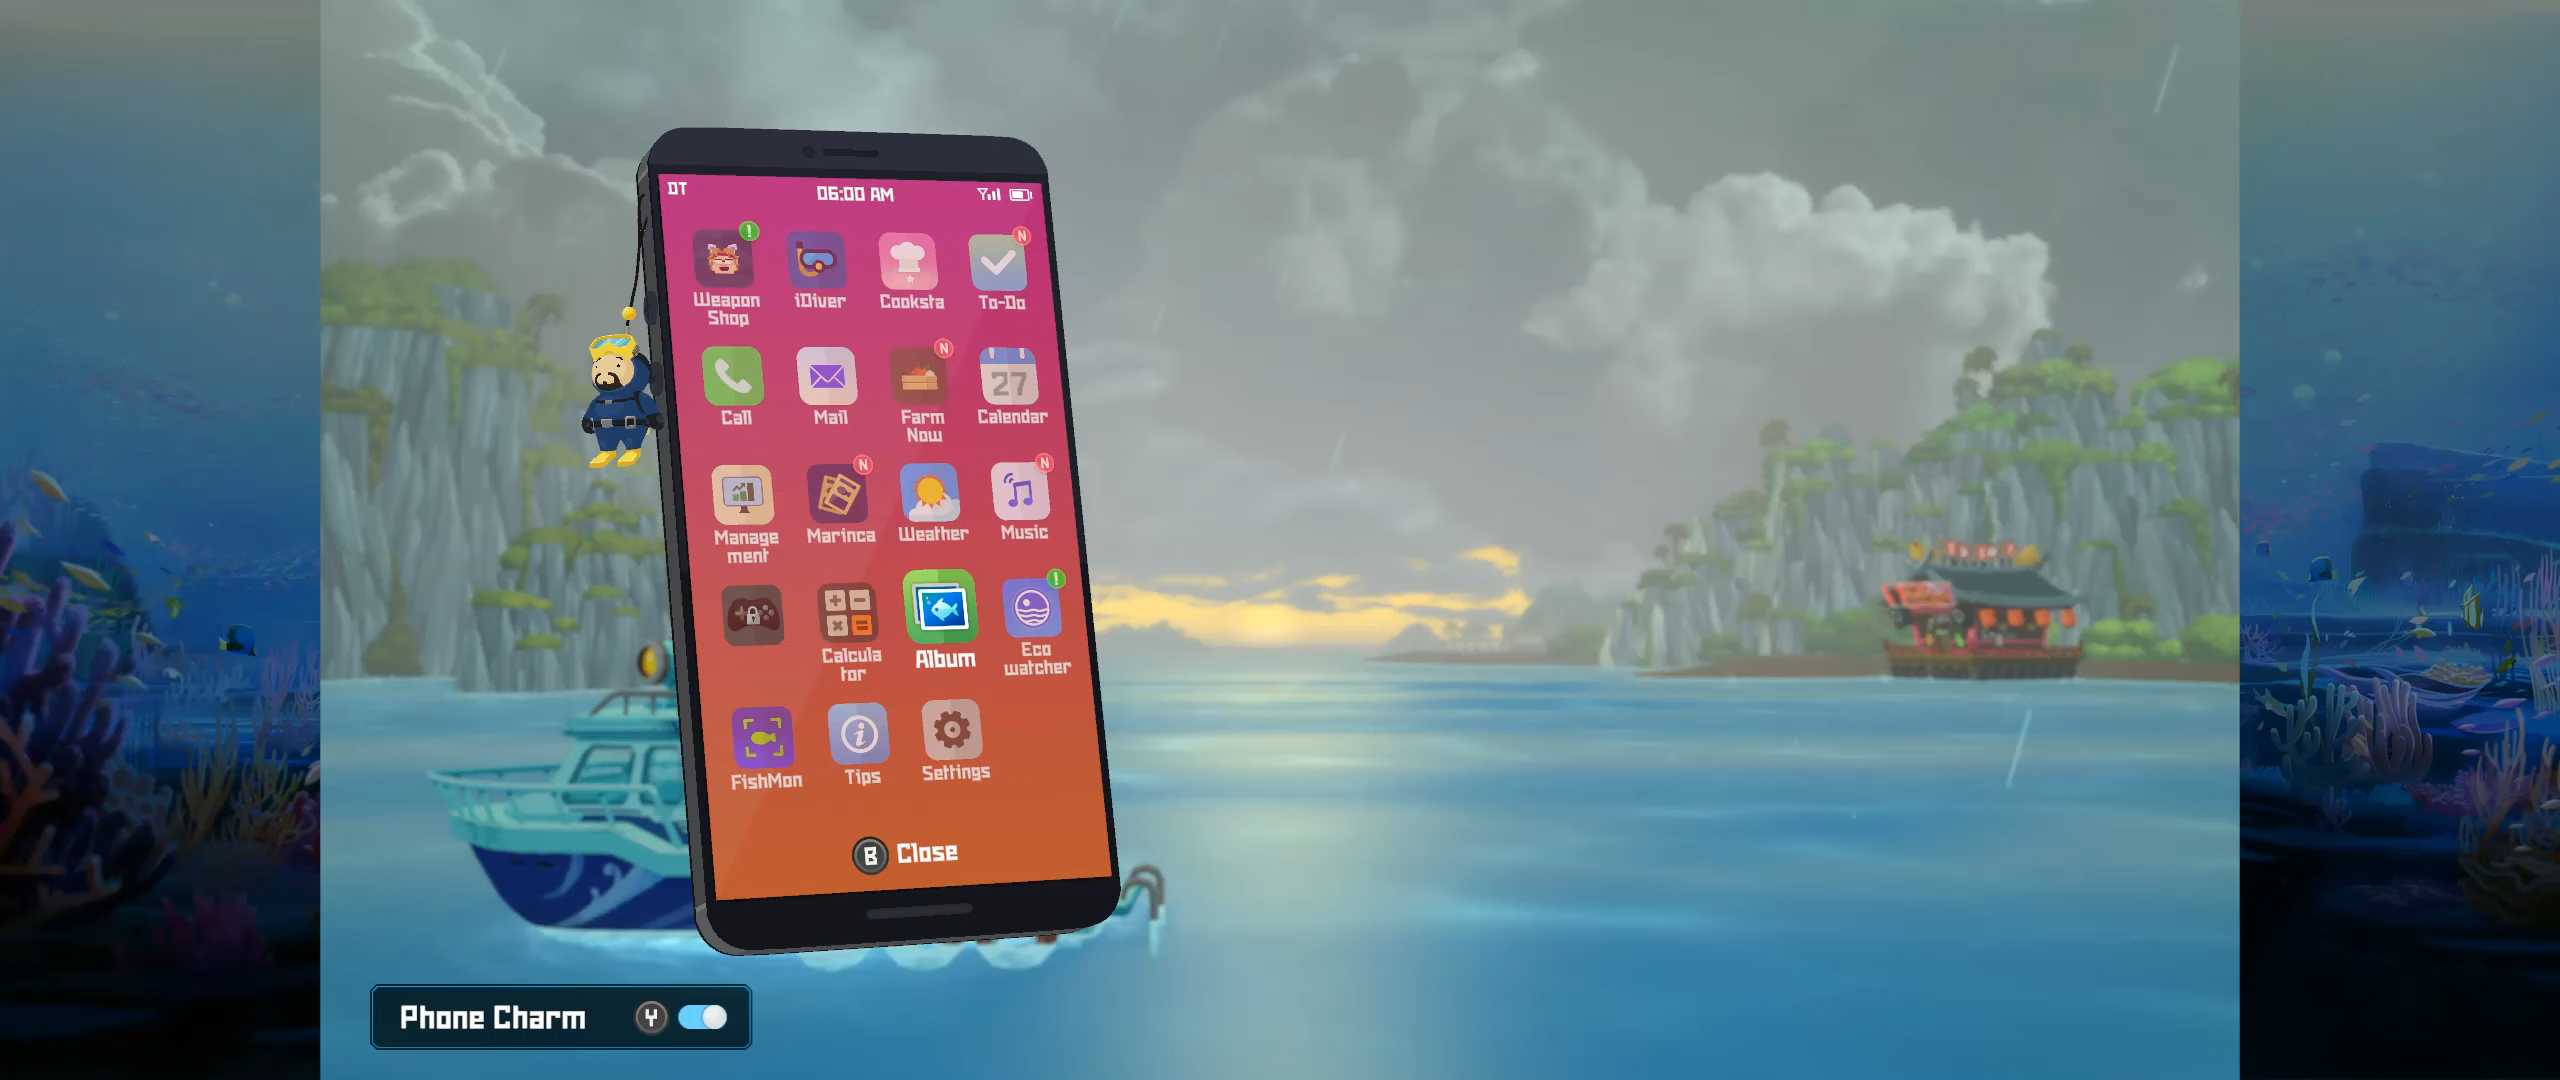 DT
06:00 AM
!
N
Weapon
Shop
iDiver
Cooksta
To-Do
N
27
Call
Mail
Farm
Now
Calendar
N
N
Manage
ment
Marinca
Weather
Music
!
Calcula
tor
Album
Eco
watcher
FishMon
Tips
Settings
B Close
Phone Charm Y